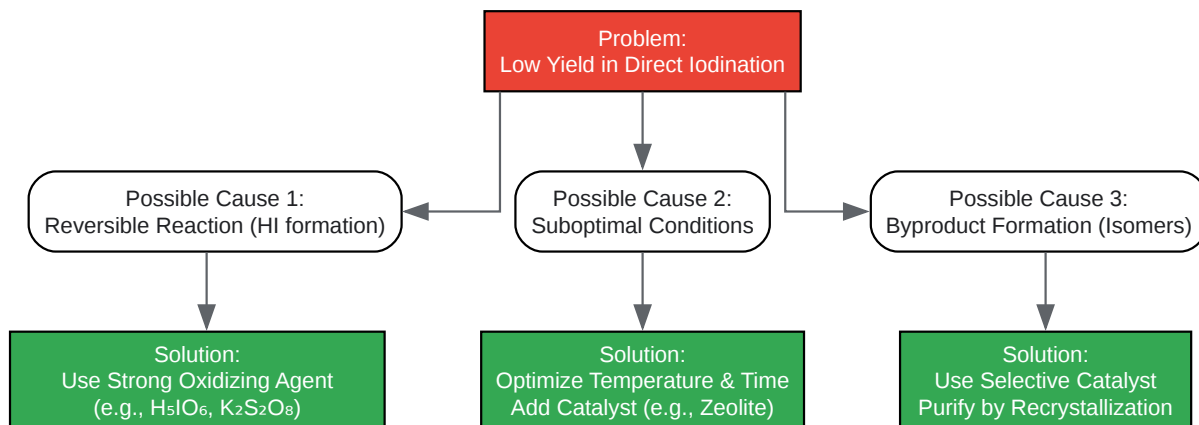 Problem:
Low Yield in Direct Iodination
Possible Cause 1:
Reversible Reaction (HI formation)
Possible Cause 2:
Suboptimal Conditions
Possible Cause 3:
Byproduct Formation (Isomers)
Solution:
Use Strong Oxidizing Agent
(e.g., H₅IO₆, K₂S₂O₈)
Solution:
Optimize Temperature & Time
Add Catalyst (e.g., Zeolite)
Solution:
Use Selective Catalyst
Purify by Recrystallization